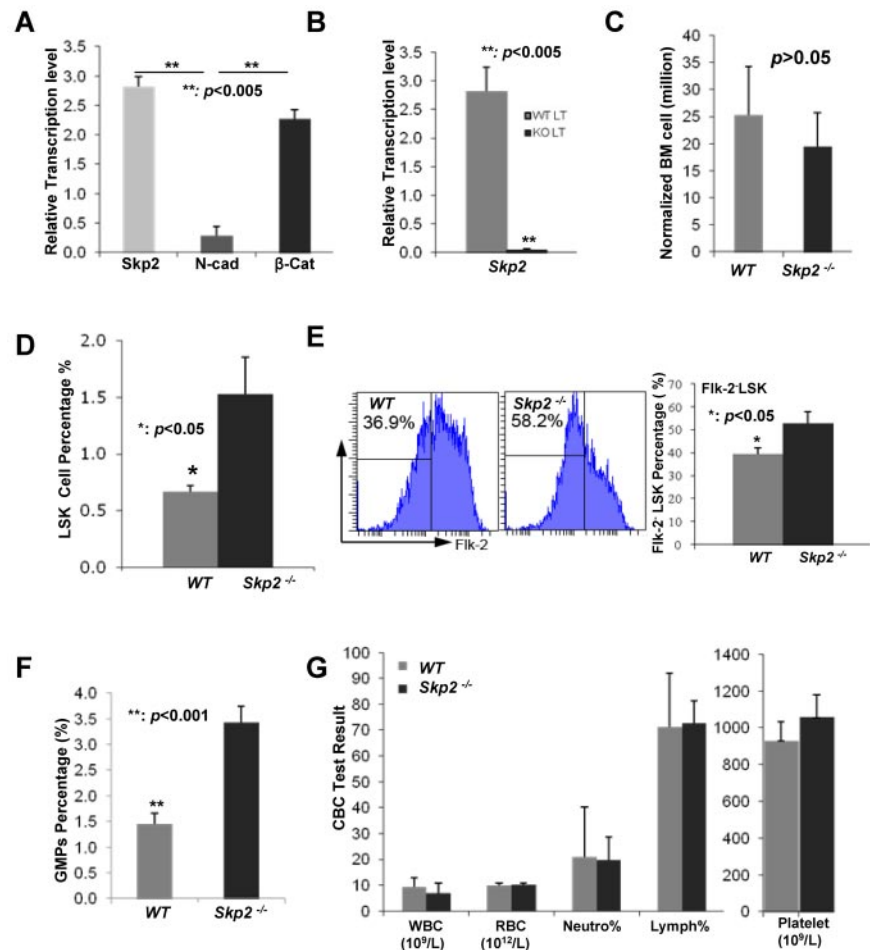 A
Relative Transcription level
3.5
3.0
2.5
2.0
1.5
1.0
0.5
0.0
** **
**: p<0.005
Skp2 N-cad β-Cat
B
Relative Transcription level
3.5
3.0
2.5
2.0
1.5
1.0
0.5
0.0
**: p<0.005
WT LT
KO LT
**
Skp2
C
Normalized BM cell (million)
40
35
30
25
20
15
10
5
0
p>0.05
WT Skp2 -/-
D
LSK Cell Percentage %
2.0
1.5
1.0
0.5
0.0
*: p<0.05
*
WT Skp2 -/-
E
WT
36.9%
Skp2 -/-
58.2%
Flk-2
Flk-2- LSK Percentage (%)
70
60
50
40
30
20
10
0
Flk-2-LSK
*: p<0.05
*
WT Skp2 -/-
F
GMPs Percentage (%)
4.0
3.5
3.0
2.5
2.0
1.5
1.0
0.5
0.0
**: p<0.001
**
WT Skp2 -/-
G
CBC Test Result
100
90
80
70
60
50
40
30
20
10
0
WT
Skp2 -/-
WBC RBC Neutro% Lymph%
(10⁹/L) (10¹²/L)
1400
1200
1000
800
600
400
200
0
Platelet
(10⁹/L)